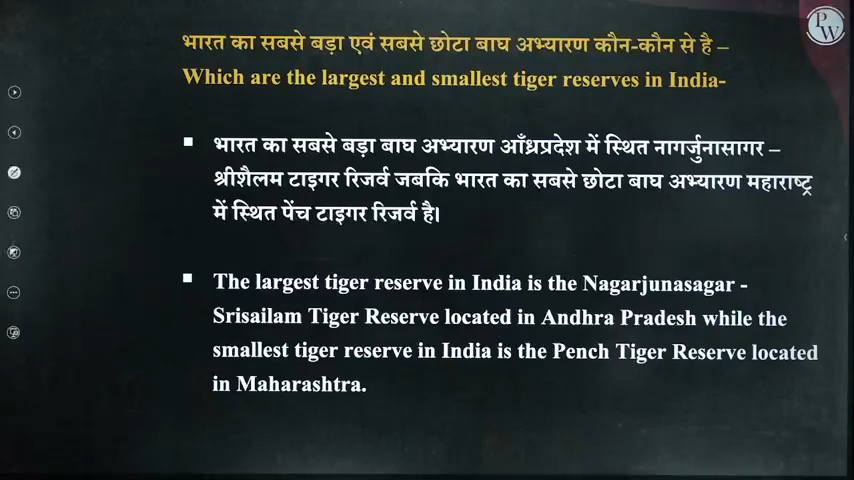 भारत का सबसे बड़ा एवं सबसे छोटा बाघ अभ्यारण कौन-कौन से है –
Which are the largest and smallest tiger reserves in India-
▪ भारत का सबसे बड़ा बाघ अभ्यारण आँध्रप्रदेश में स्थित नागर्जुनासागर –
श्रीशैलम टाइगर रिजर्व जबकि भारत का सबसे छोटा बाघ अभ्यारण महाराष्ट्र
में स्थित पेंच टाइगर रिजर्व है।
▪ The largest tiger reserve in India is the Nagarjunasagar -
Srisailam Tiger Reserve located in Andhra Pradesh while the
smallest tiger reserve in India is the Pench Tiger Reserve located
in Maharashtra.
PW